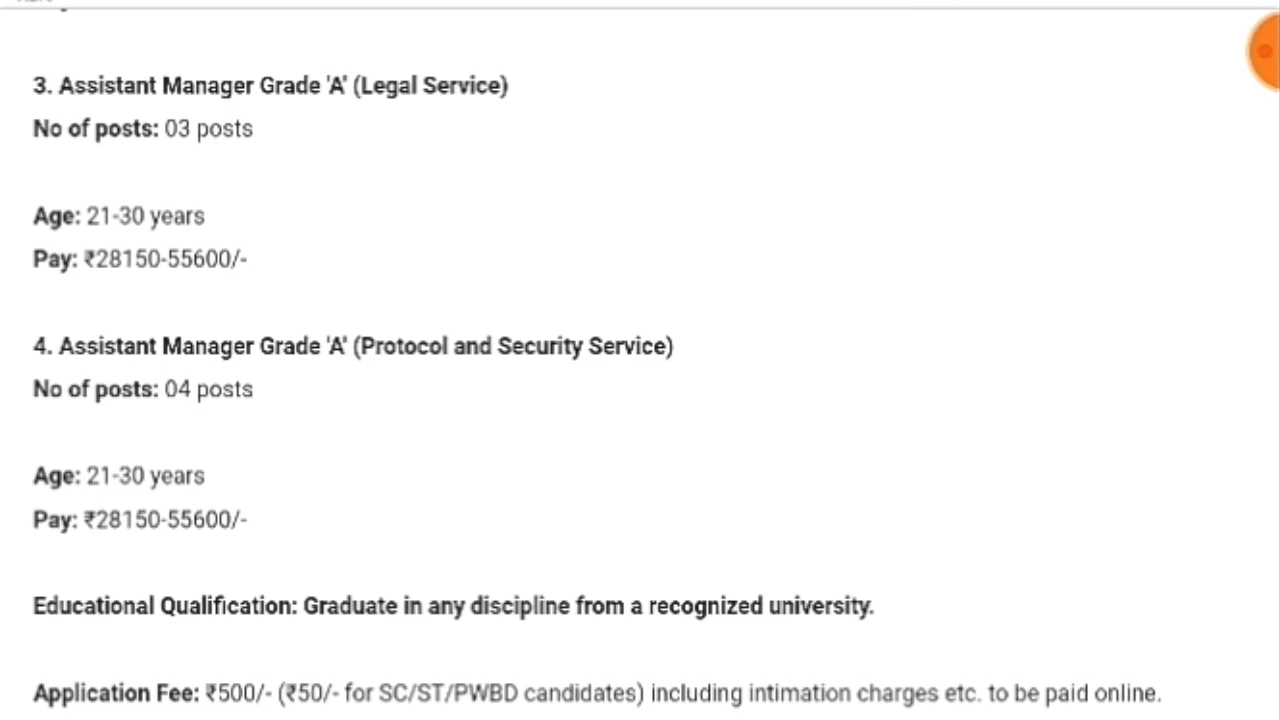 3. Assistant Manager Grade 'A' (Legal Service)
No of posts: 03 posts
Age: 21-30 years
Pay: ₹28150-55600/-
4. Assistant Manager Grade 'A' (Protocol and Security Service)
No of posts: 04 posts
Age: 21-30 years
Pay: ₹28150-55600/-
Educational Qualification: Graduate in any discipline from a recognized university.
Application Fee: ₹500/- (₹50/- for SC/ST/PWBD candidates) including intimation charges etc. to be paid online.